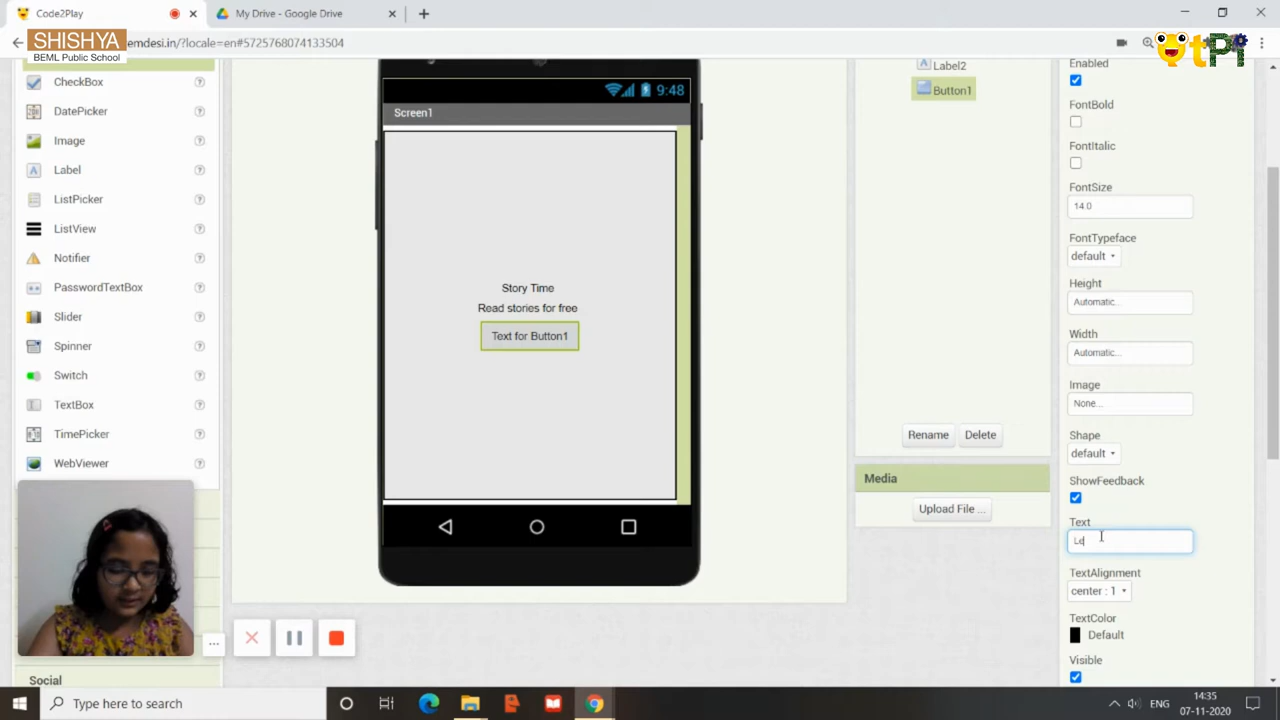 Code2Play
My Drive - Google Drive
SHISHYA
BEML Public School
emdesi.in/?locale=en#5725768074133504
QtPi
CheckBox
DatePicker
Image
Label
ListPicker
ListView
Notifier
PasswordTextBox
Slider
Spinner
Switch
TextBox
TimePicker
WebViewer
Social
9:48
Screen1
Story Time
Read stories for free
Text for Button1
Label2
Button1
Rename
Delete
Media
Upload File ...
Enabled
FontBold
FontItalic
FontSize
14.0
FontTypeface
default
Height
Automatic...
Width
Automatic...
Image
None...
Shape
default
ShowFeedback
Text
Le
TextAlignment
center : 1
TextColor
Default
Visible
Type here to search
ENG
14:35
07-11-2020